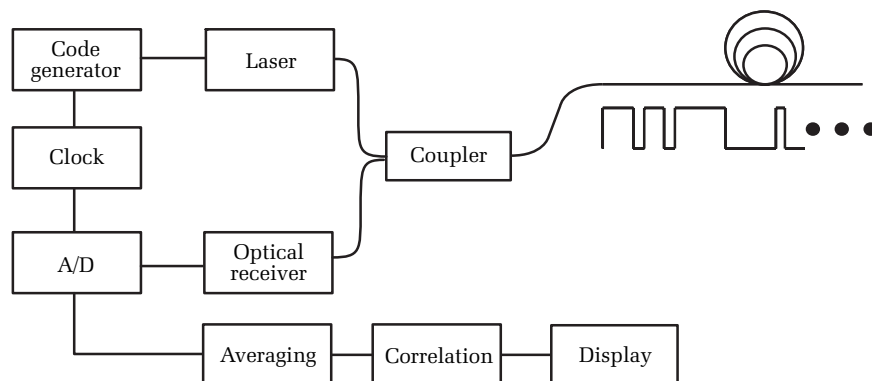 Code
generator
Laser
Clock
Coupler
A/D
Optical
receiver
Averaging
Correlation
Display